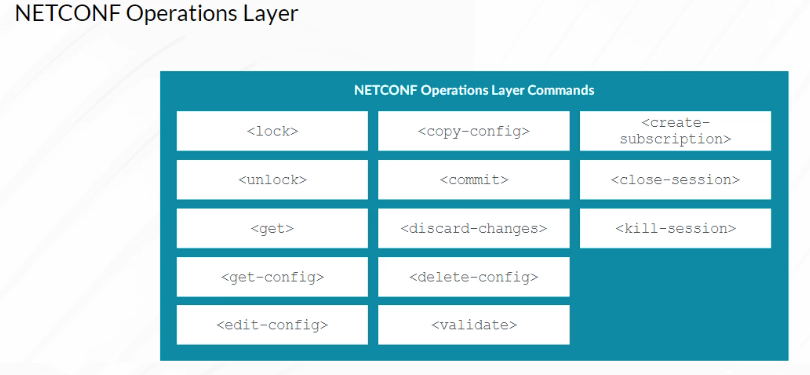 NETCONF Operations Layer
NETCONF Operations Layer Commands
<lock>
<copy-config>
<create-
subscription>
<unlock>
<commit>
<close-session>
<get>
<discard-changes>
<kill-session>
<get-config>
<delete-config>
<edit-config>
<validate>